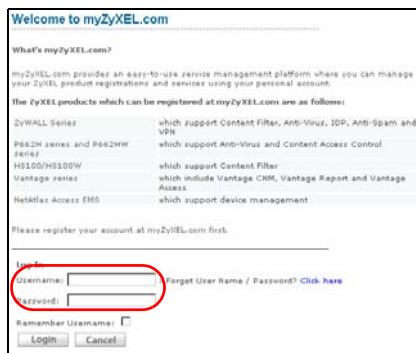 Welcome to myZyXEL.com
What's myZyXEL.com?
myZyXEL.com provides an easy-to-use service management platform where you can manage
your ZyXEL product registrations and services using your personal account.
The ZyXEL products which can be registered at myZyXEL.com are as follows:
ZyWALL Series which support Content Filter, Anti-Virus, IDP, Anti-Spam and
VPN
P662H series and P662HW which support Anti-Virus and Content Access Control
series
HS100/HS100W which support Content Filter
Vantage series which include Vantage CNM, Vantage Report and Vantage
Access
NetAtlas Access EMS which support device management
Please register your account at myZyXEL.com first.
Log In
Username: Forget User Name / Password? Click here
Password:
Remember Username:
Login Cancel